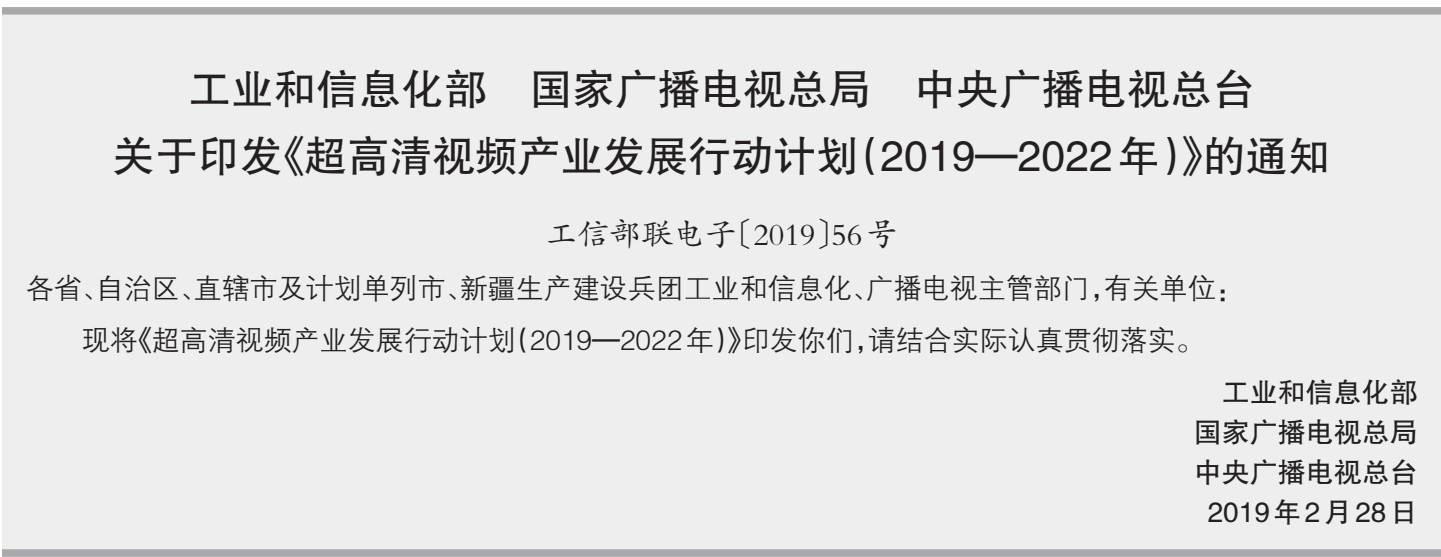 工业和信息化部　国家广播电视总局　中央广播电视总台
关于印发《超高清视频产业发展行动计划(2019—2022年)》的通知
工信部联电子〔2019〕56号
各省、自治区、直辖市及计划单列市、新疆生产建设兵团工业和信息化、广播电视主管部门,有关单位:
现将《超高清视频产业发展行动计划(2019—2022年)》印发你们,请结合实际认真贯彻落实。
工业和信息化部
国家广播电视总局
中央广播电视总台
2019年2月28日